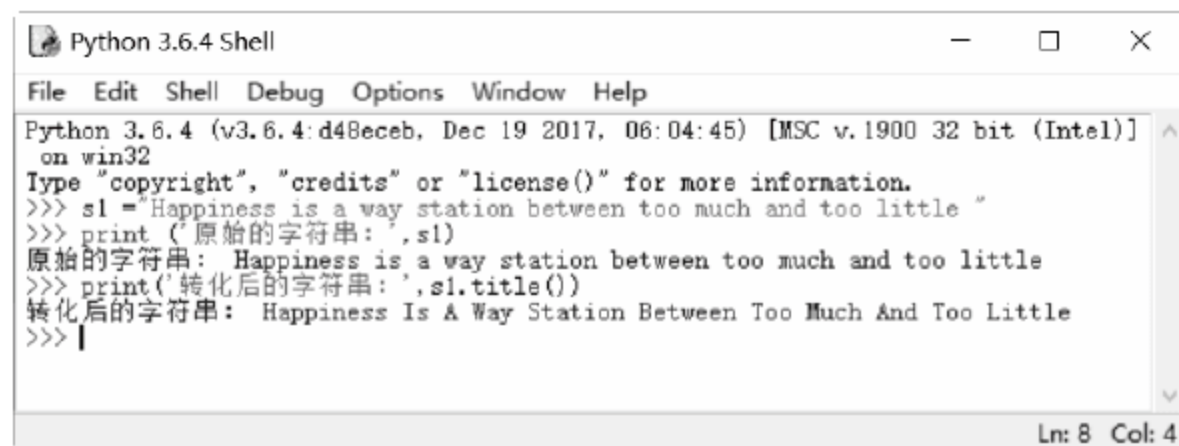 Python 3.6.4 Shell
File Edit Shell Debug Options Window Help
Python 3.6.4 (v3.6.4:d48eceb, Dec 19 2017, 06:04:45) [MSC v.1900 32 bit (Intel)]
on win32
Type "copyright", "credits" or "license()" for more information.
>>> s1 ="Happiness is a way station between too much and too little "
>>> print ('原始的字符串：',s1)
原始的字符串： Happiness is a way station between too much and too little
>>> print('转化后的字符串：',s1.title())
转化后的字符串： Happiness Is A Way Station Between Too Much And Too Little
>>>
Ln: 8 Col: 4